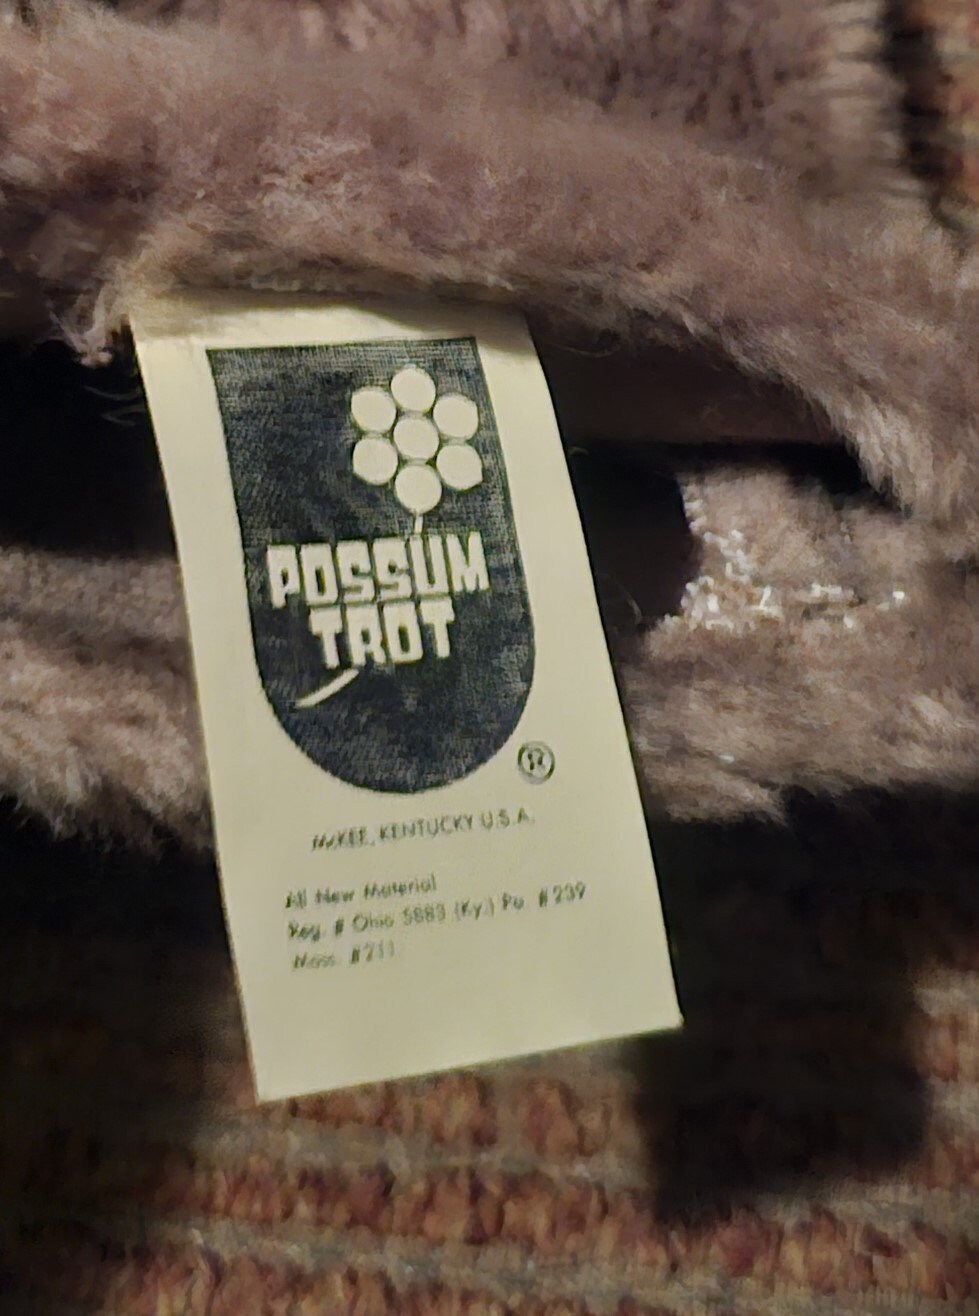 POSSUM
TROT
®
McKEE, KENTUCKY U.S.A.
All New Material
Reg. # Ohio 5883 (Ky.) Pa #239
Mass. #211